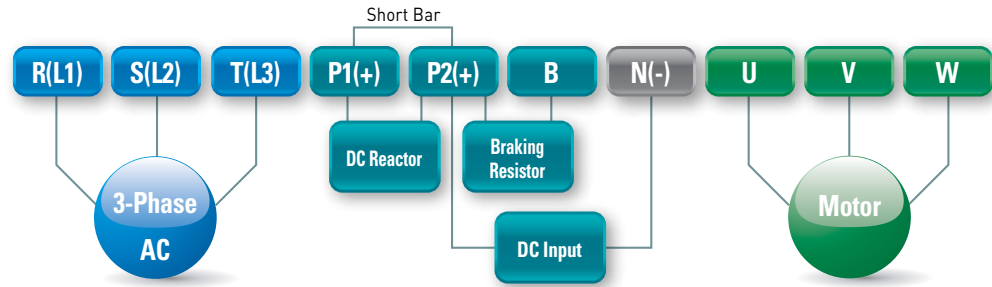 Short Bar
R(L1) S(L2) T(L3) P1(+) P2(+) B N(-) U V W
DC Reactor
Braking
Resistor
3-Phase
AC
Motor
DC Input